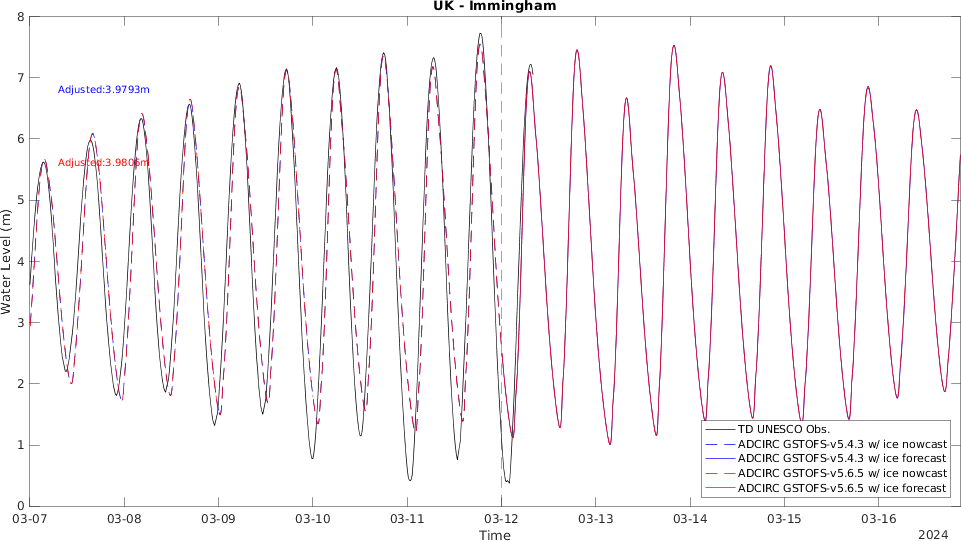 UK - Immingham
8
7
6
5
4
3
2
1
0
Water Level (m)
Adjusted:3.9793m
Adjusted:3.9806m
TD UNESCO Obs.
ADCIRC GSTOFS-v5.4.3 w/ ice nowcast
ADCIRC GSTOFS-v5.4.3 w/ ice forecast
ADCIRC GSTOFS-v5.6.5 w/ ice nowcast
ADCIRC GSTOFS-v5.6.5 w/ ice forecast
03-07 03-08 03-09 03-10 03-11 03-12 03-13 03-14 03-15 03-16
Time
2024